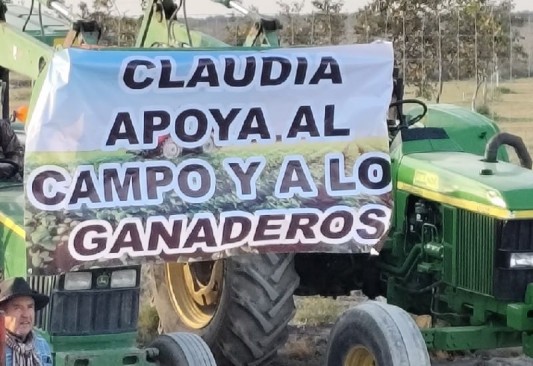 CLAUDIA
APOYA AL
CAMPO Y A LO
GANADEROS